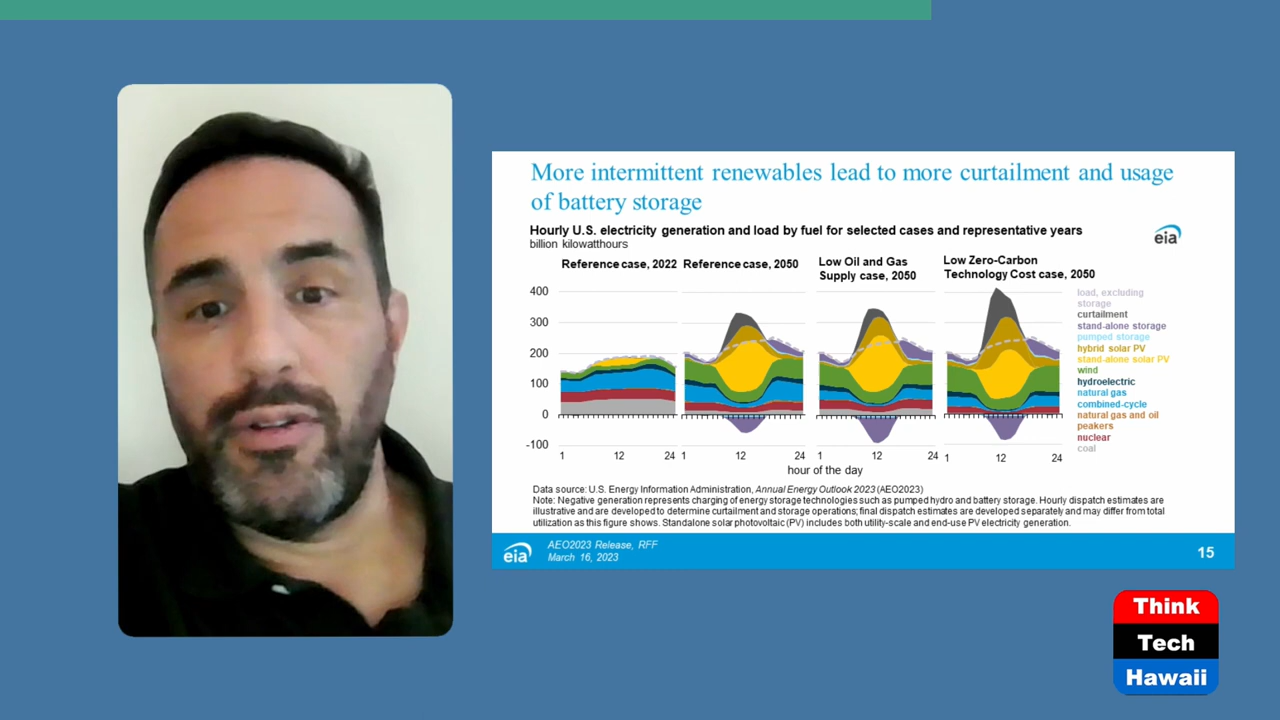 More intermittent renewables lead to more curtailment and usage
of battery storage
Hourly U.S. electricity generation and load by fuel for selected cases and representative years
billion kilowatthours
eia
Reference case, 2022
Reference case, 2050
Low Oil and Gas
Supply case, 2050
Low Zero-Carbon
Technology Cost case, 2050
400
300
200
100
0
-100
1 12 24
1 12 24
1 12 24
1 12 24
hour of the day
load, excluding
storage
curtailment
stand-alone storage
pumped storage
hybrid solar PV
stand-alone solar PV
wind
hydroelectric
natural gas
combined-cycle
natural gas and oil
peakers
nuclear
coal
Data source: U.S. Energy Information Administration, Annual Energy Outlook 2023 (AEO2023)
Note: Negative generation represents charging of energy storage technologies such as pumped hydro and battery storage. Hourly dispatch estimates are
illustrative and are developed to determine curtailment and storage operations; final dispatch estimates are developed separately and may differ from total
utilization as this figure shows. Standalone solar photovoltaic (PV) includes both utility-scale and end-use PV electricity generation.
eia
AEO2023 Release, RFF
March 16, 2023
15
Think
Tech
Hawaii